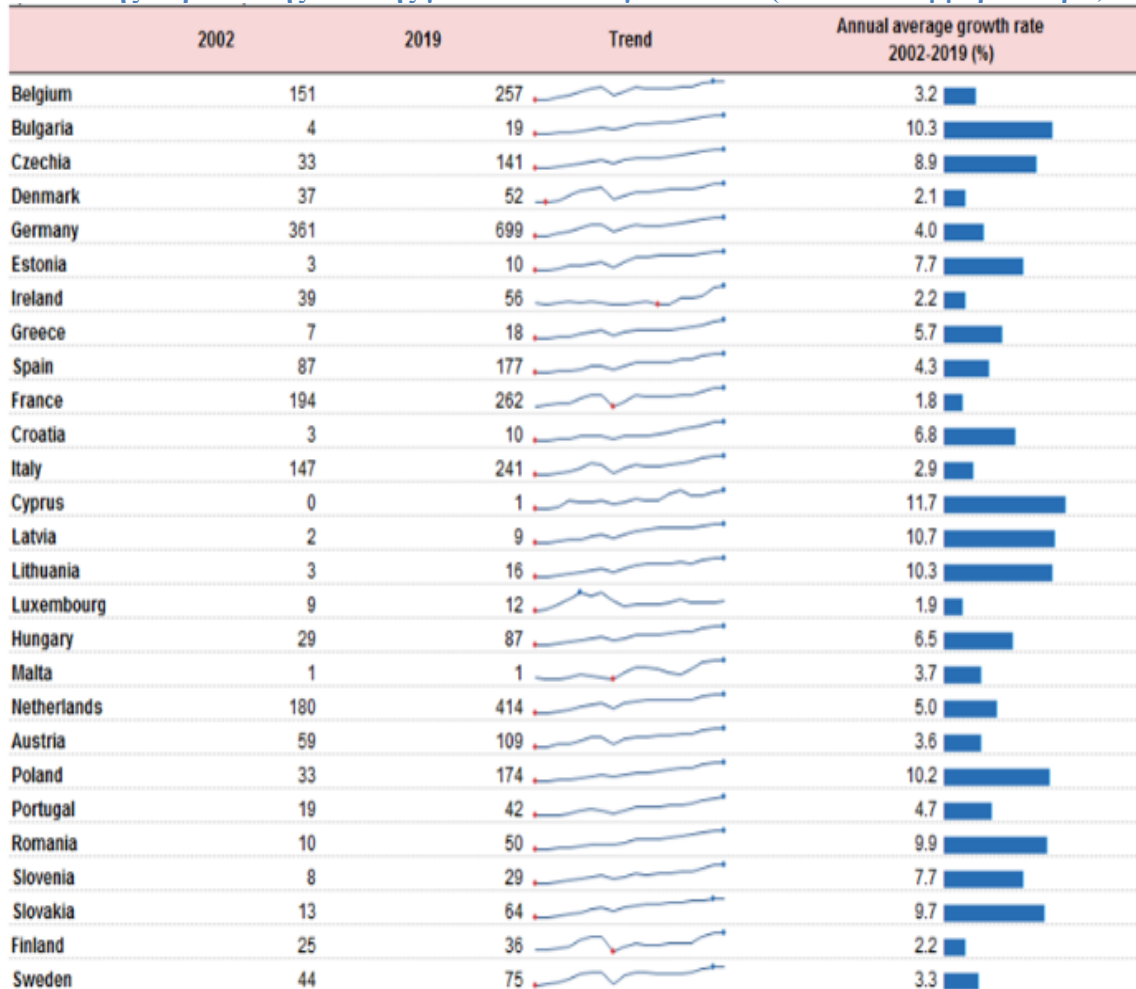 2002 2019 Trend Annual average growth rate 2002-2019 (%)
Belgium 151 257 3.2
Bulgaria 4 19 10.3
Czechia 33 141 8.9
Denmark 37 52 2.1
Germany 361 699 4.0
Estonia 3 10 7.7
Ireland 39 56 2.2
Greece 7 18 5.7
Spain 87 177 4.3
France 194 262 1.8
Croatia 3 10 6.8
Italy 147 241 2.9
Cyprus 0 1 11.7
Latvia 2 9 10.7
Lithuania 3 16 10.3
Luxembourg 9 12 1.9
Hungary 29 87 6.5
Malta 1 1 3.7
Netherlands 180 414 5.0
Austria 59 109 3.6
Poland 33 174 10.2
Portugal 19 42 4.7
Romania 10 50 9.9
Slovenia 8 29 7.7
Slovakia 13 64 9.7
Finland 25 36 2.2
Sweden 44 75 3.3